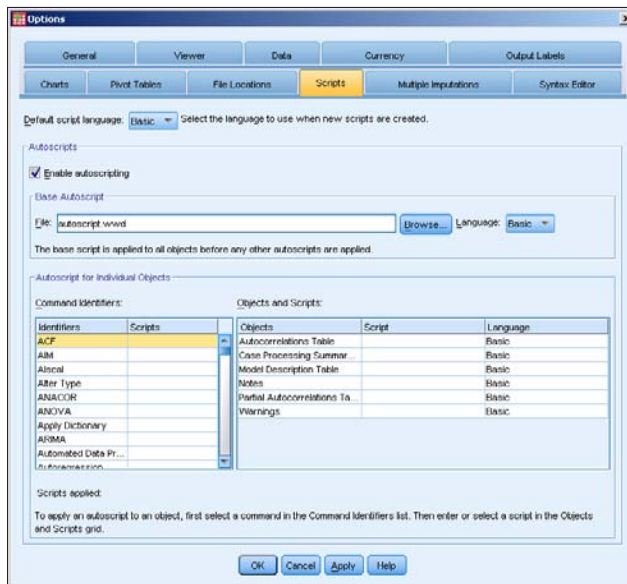 Options
General Viewer Data Currency Output Labels
Charts Pivot Tables File Locations Scripts Multiple Imputations Syntax Editor
Default script language: Basic Select the language to use when new scripts are created.
Autoscripts
Enable autoscripting
Base Autoscript
File: autoscript.wwd Browse... Language: Basic
The base script is applied to all objects before any other autoscripts are applied.
Autoscript for Individual Objects
Command Identifiers: Objects and Scripts:
Identifiers Scripts Objects Script Language
ACF Autocorrelations Table Basic
AIM Case Processing Summar... Basic
Alscal Model Description Table Basic
Alter Type Notes Basic
ANACOR Partial Autocorrelations Ta... Basic
ANOVA Warnings Basic
Apply Dictionary
ARIMA
Automated Data Pr...
Autoregression
Scripts applied:
To apply an autoscript to an object, first select a command in the Command Identifiers list. Then enter or select a script in the Objects
and Scripts grid.
OK Cancel Apply Help